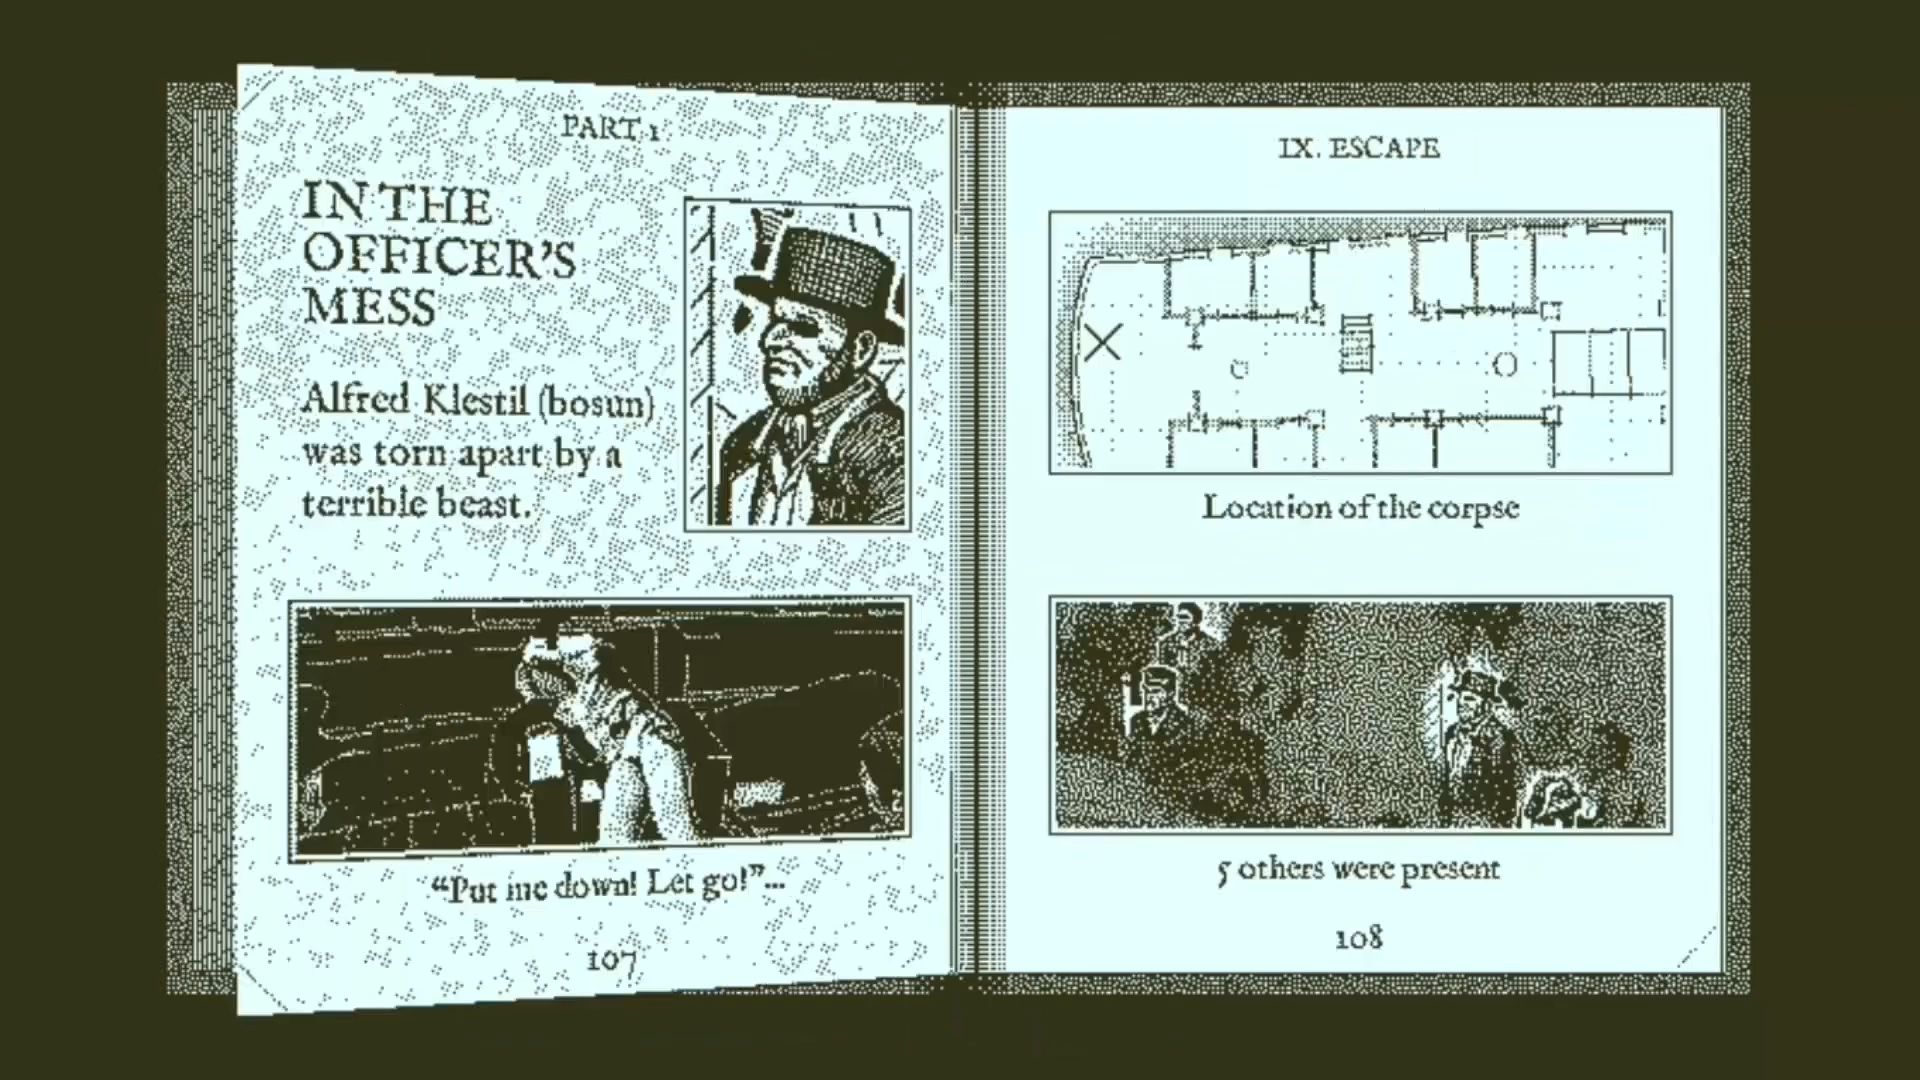 PART 1
IN THE
OFFICER'S
MESS
Alfred Klestil (bosun)
was torn apart by a
terrible beast.
“Put me down! Let go!”...
107
IX. ESCAPE
Location of the corpse
5 others were present
108